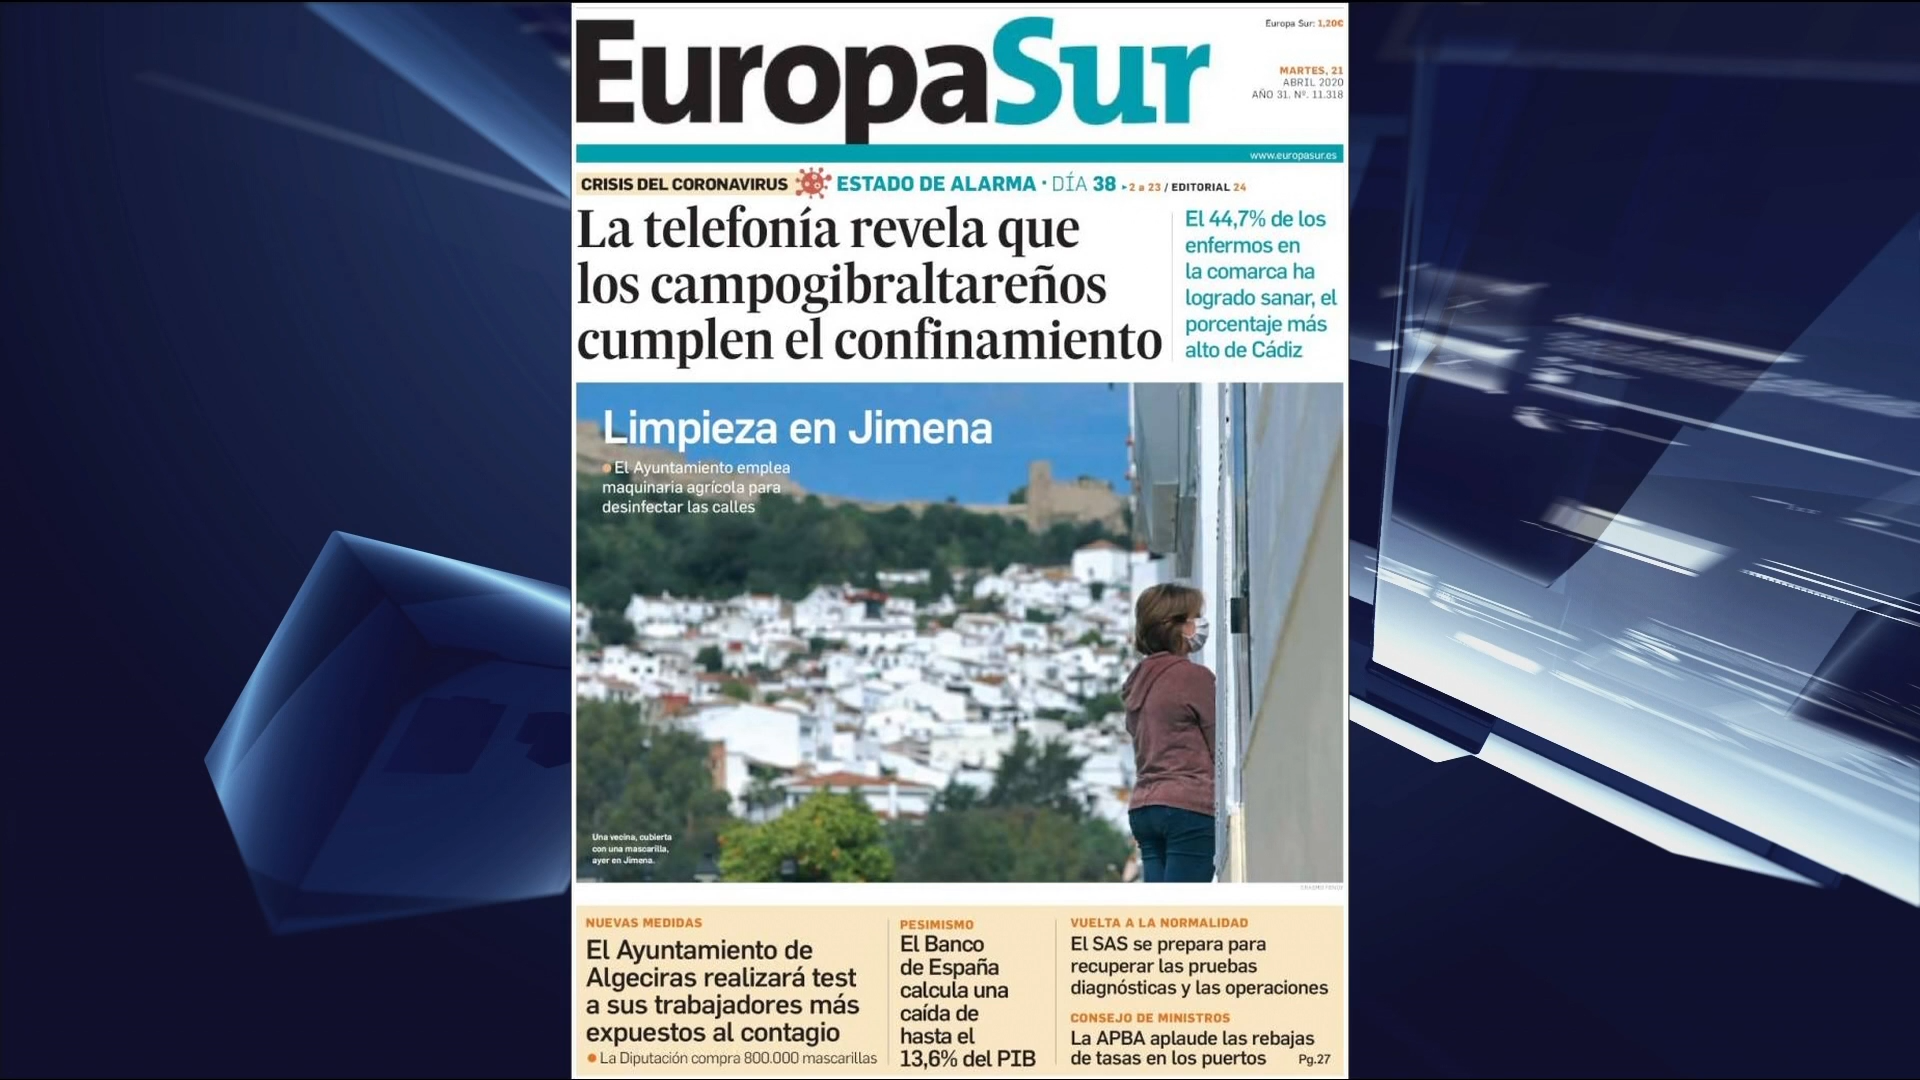 EuropaSur
Europa Sur: 1,20€
MARTES, 21
ABRIL 2020
AÑO 31. Nº. 11.318
www.europasur.es
CRISIS DEL CORONAVIRUS ESTADO DE ALARMA · DÍA 38 ▸2 a 23 / EDITORIAL 24
La telefonía revela que
los campogibraltareños
cumplen el confinamiento
El 44,7% de los
enfermos en
la comarca ha
logrado sanar, el
porcentaje más
alto de Cádiz
Limpieza en Jimena
● El Ayuntamiento emplea
maquinaria agrícola para
desinfectar las calles
Una vecina, cubierta
con una mascarilla,
ayer en Jimena.
NUEVAS MEDIDAS
El Ayuntamiento de
Algeciras realizará test
a sus trabajadores más
expuestos al contagio
● La Diputación compra 800.000 mascarillas
PESIMISMO
El Banco
de España
calcula una
caída de
hasta el
13,6% del PIB
VUELTA A LA NORMALIDAD
El SAS se prepara para
recuperar las pruebas
diagnósticas y las operaciones
CONSEJO DE MINISTROS
La APBA aplaude las rebajas
de tasas en los puertos Pg.27